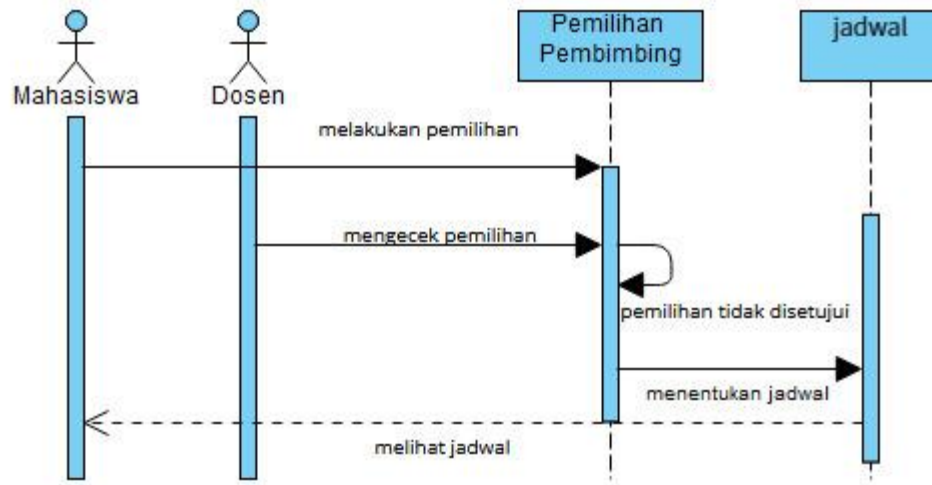 Mahasiswa
Dosen
Pemilihan
Pembimbing
jadwal
melakukan pemilihan
mengecek pemilihan
pemilihan tidak disetujui
menentukan jadwal
melihat jadwal